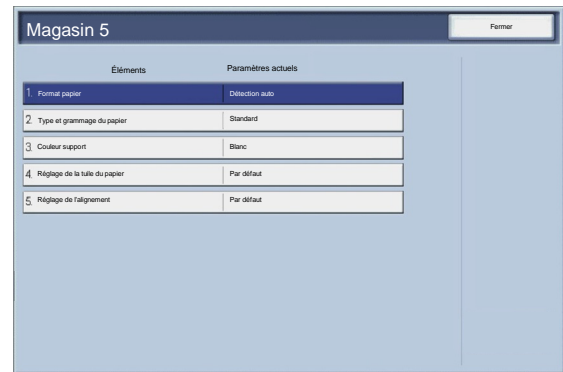 Magasin 5
Fermer
Éléments Paramètres actuels
1. Format papier Détection auto
2. Type et grammage du papier Standard
3. Couleur support Blanc
4. Réglage de la tuile du papier Par défaut
5. Réglage de l'alignement Par défaut